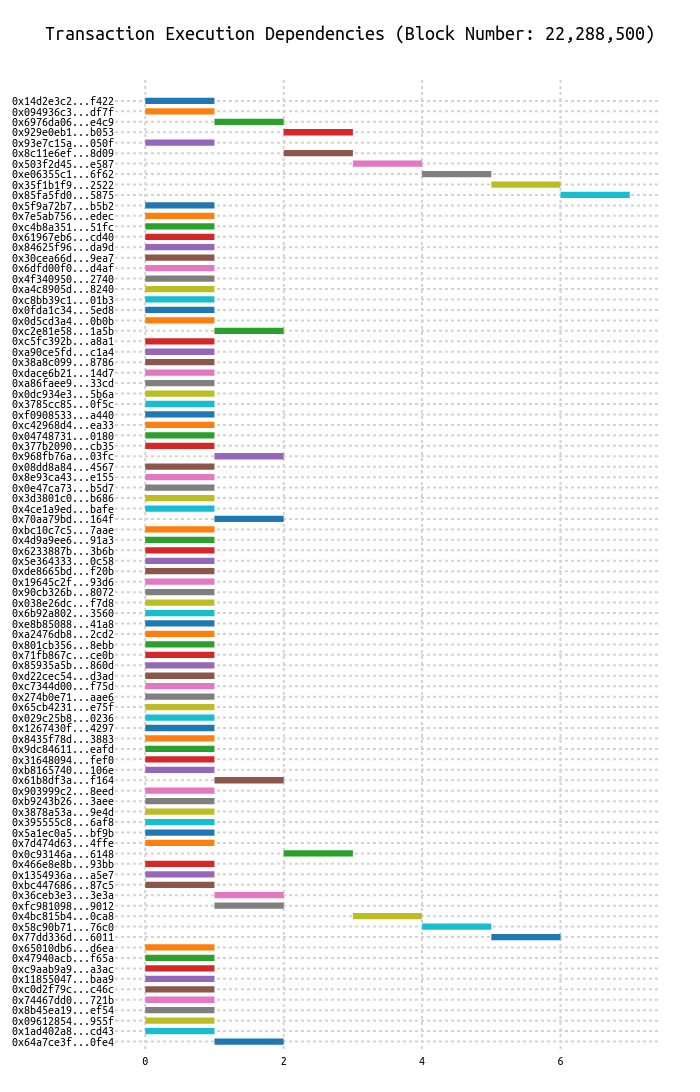 Transaction Execution Dependencies (Block Number: 22,288,500)
0x14d2e3c2...f422
0x094936c3...df7f
0x6976da06...e4c9
0x929e0eb1...b053
0x93e7c15a...050f
0x8c11e6ef...8d09
0x503f2d45...e587
0xe06355c1...6f62
0x35f1b1f9...2522
0x85fa5fd0...5875
0x5f9a72b7...b5b2
0x7e5ab756...edec
0xc4b8a351...51fc
0x61967eb6...cd40
0x84625f96...da9d
0x30cea66d...9ea7
0x6dfd00f0...d4af
0x4f340950...2740
0xa4c8905d...8240
0xc8bb39c1...01b3
0x0fda1c34...5ed8
0x0d5cd3a4...0b0b
0xc2e81e58...1a5b
0xc5fc392b...a8a1
0xa90ce5fd...c1a4
0x38a8c099...8786
0xdace6b21...14d7
0xa86faee9...33cd
0x0dc934e3...5b6a
0x3785cc85...0f5c
0xf0908533...a440
0xc42968d4...ea33
0x04748731...0180
0x377b2090...cb35
0x968fb76a...03fc
0x08dd8a84...4567
0x8e93ca43...e155
0x0e47ca73...b5d7
0x3d3801c0...b686
0x4ce1a9ed...bafe
0x70aa79bd...164f
0xbc10c7c5...7aae
0x4d9a9ee6...91a3
0x6233887b...3b6b
0x5e364333...0c58
0xde8665bd...f20b
0x19645c2f...93d6
0x90cb326b...8072
0x038e26dc...f7d8
0x6b92a802...3560
0xe8b85088...41a8
0xa2476db8...2cd2
0x801cb356...8ebb
0x71fb867c...ce0b
0x85935a5b...860d
0xd22cec54...d3ad
0xc7344d00...f75d
0x274b0e71...aae6
0x65cb4231...e75f
0x029c25b8...0236
0x1267430f...4297
0x8435f78d...3883
0x9dc84611...eafd
0x31648094...fef0
0xb8165740...106e
0x61b8df3a...f164
0x903999c2...8eed
0xb9243b26...3aee
0x3878a53a...9e4d
0x395555c8...6af8
0x5a1ec0a5...bf9b
0x7d474d63...4ffe
0x0c93146a...6148
0x466e8e8b...93bb
0x1354936a...a5e7
0xbc447686...87c5
0x36ceb3e3...3e3a
0xfc981098...9012
0x4bc815b4...0ca8
0x58c90b71...76c0
0x77dd336d...6011
0x65010db6...d6ea
0x47940acb...f65a
0xc9aab9a9...a3ac
0x11855047...baa9
0xc0d2f79c...c46c
0x74467dd0...721b
0x8b45ea19...ef54
0x09612854...955f
0x1ad402a8...cd43
0x64a7ce3f...0fe4
0 2 4 6